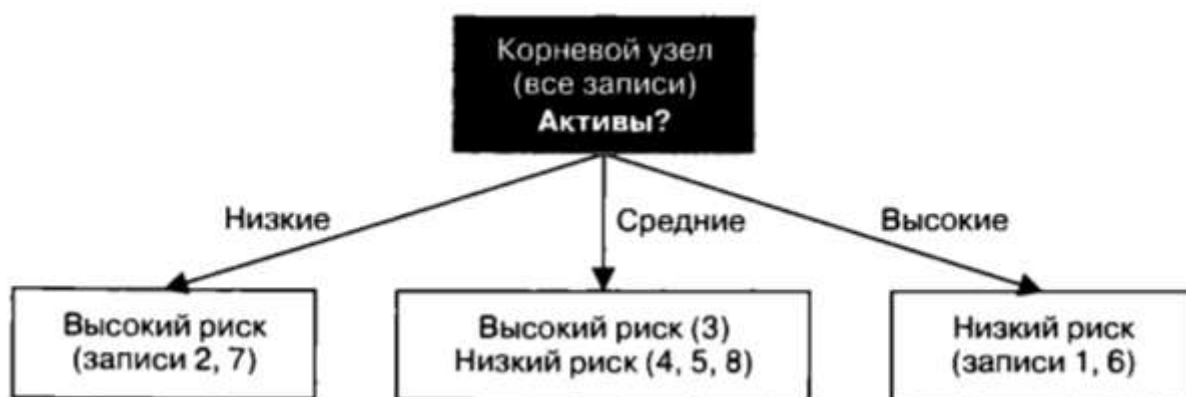 Корневой узел
(все записи)
Активы?
Низкие
Средние
Высокие
Высокий риск
(записи 2, 7)
Высокий риск (3)
Низкий риск (4, 5, 8)
Низкий риск
(записи 1, 6)